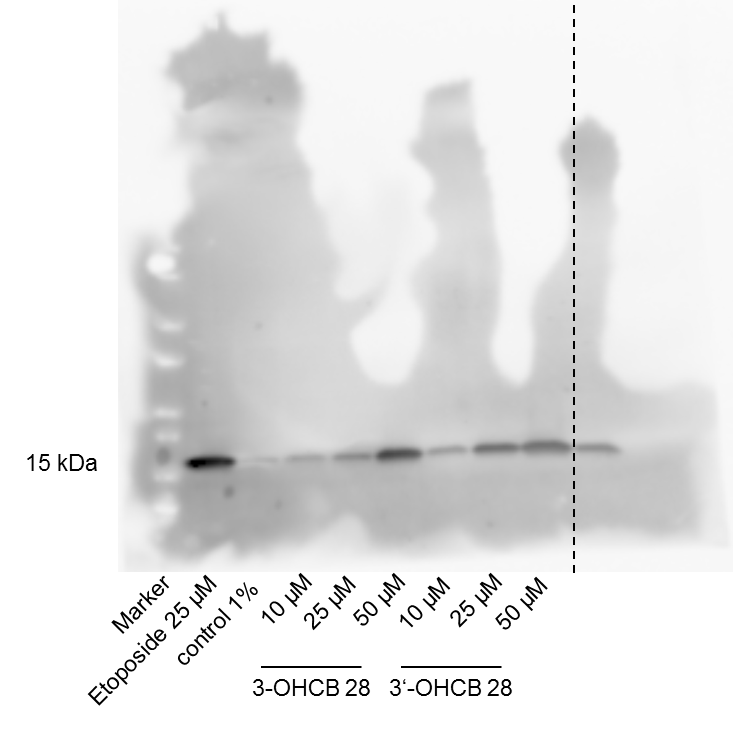 15 kDa
Marker
Etoposide 25 µM
control 1%
10 µM
25 µM
50 µM
10 µM
25 µM
50 µM
3-OHCB 28
3‘-OHCB 28